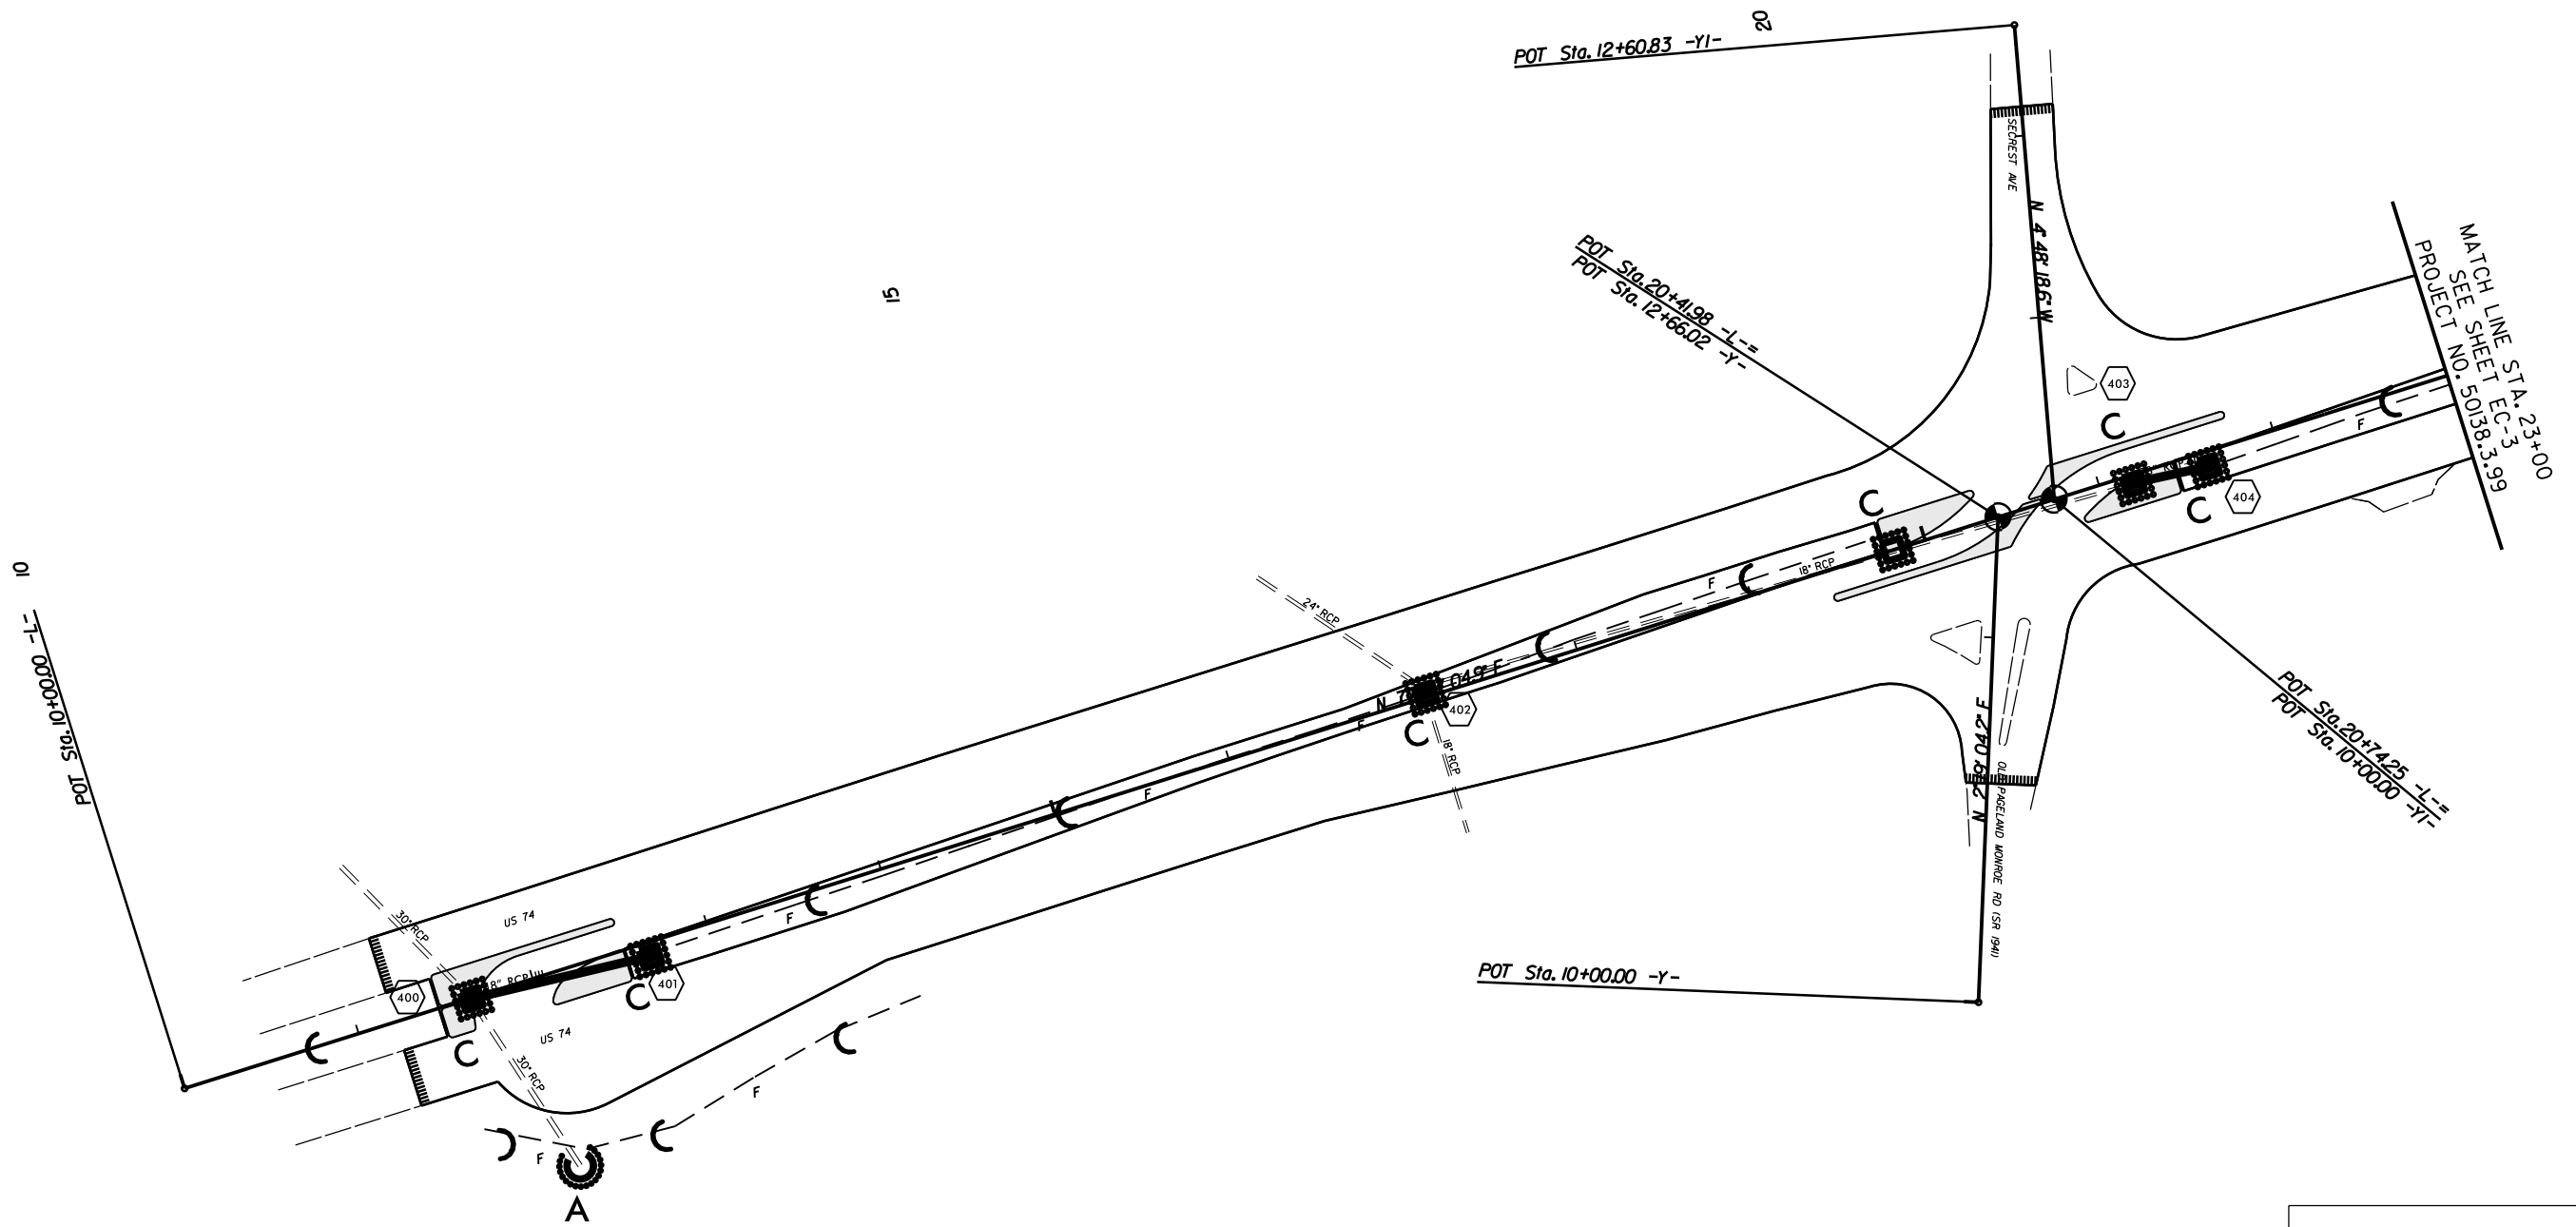 20
POT Sta. 12+60.83 -Y1-
SECREST AVE
N 4° 48' 18.6" W
MATCH LINE STA. 23+00
SEE SHEET EC-3
PROJECT NO. 50138.3.99
POT Sta. 20+41.98 -L-=
POT Sta. 12+66.02 -Y-
15
403
C
F
404
C
C
18" RCP
F
10
POT Sta. 10+00.00 -L-
24" RCP
F
402
C
F
18" RCP
POT Sta. 20+74.25 -L-=
POT Sta. 10+00.00 -Y1-
OLD PAGELAND MONROE RD (SR 1941)
F
F
US 74
30" RCP
400
401
C
C
US 74
POT Sta. 10+00.00 -Y-
30" RCP
F
F
A